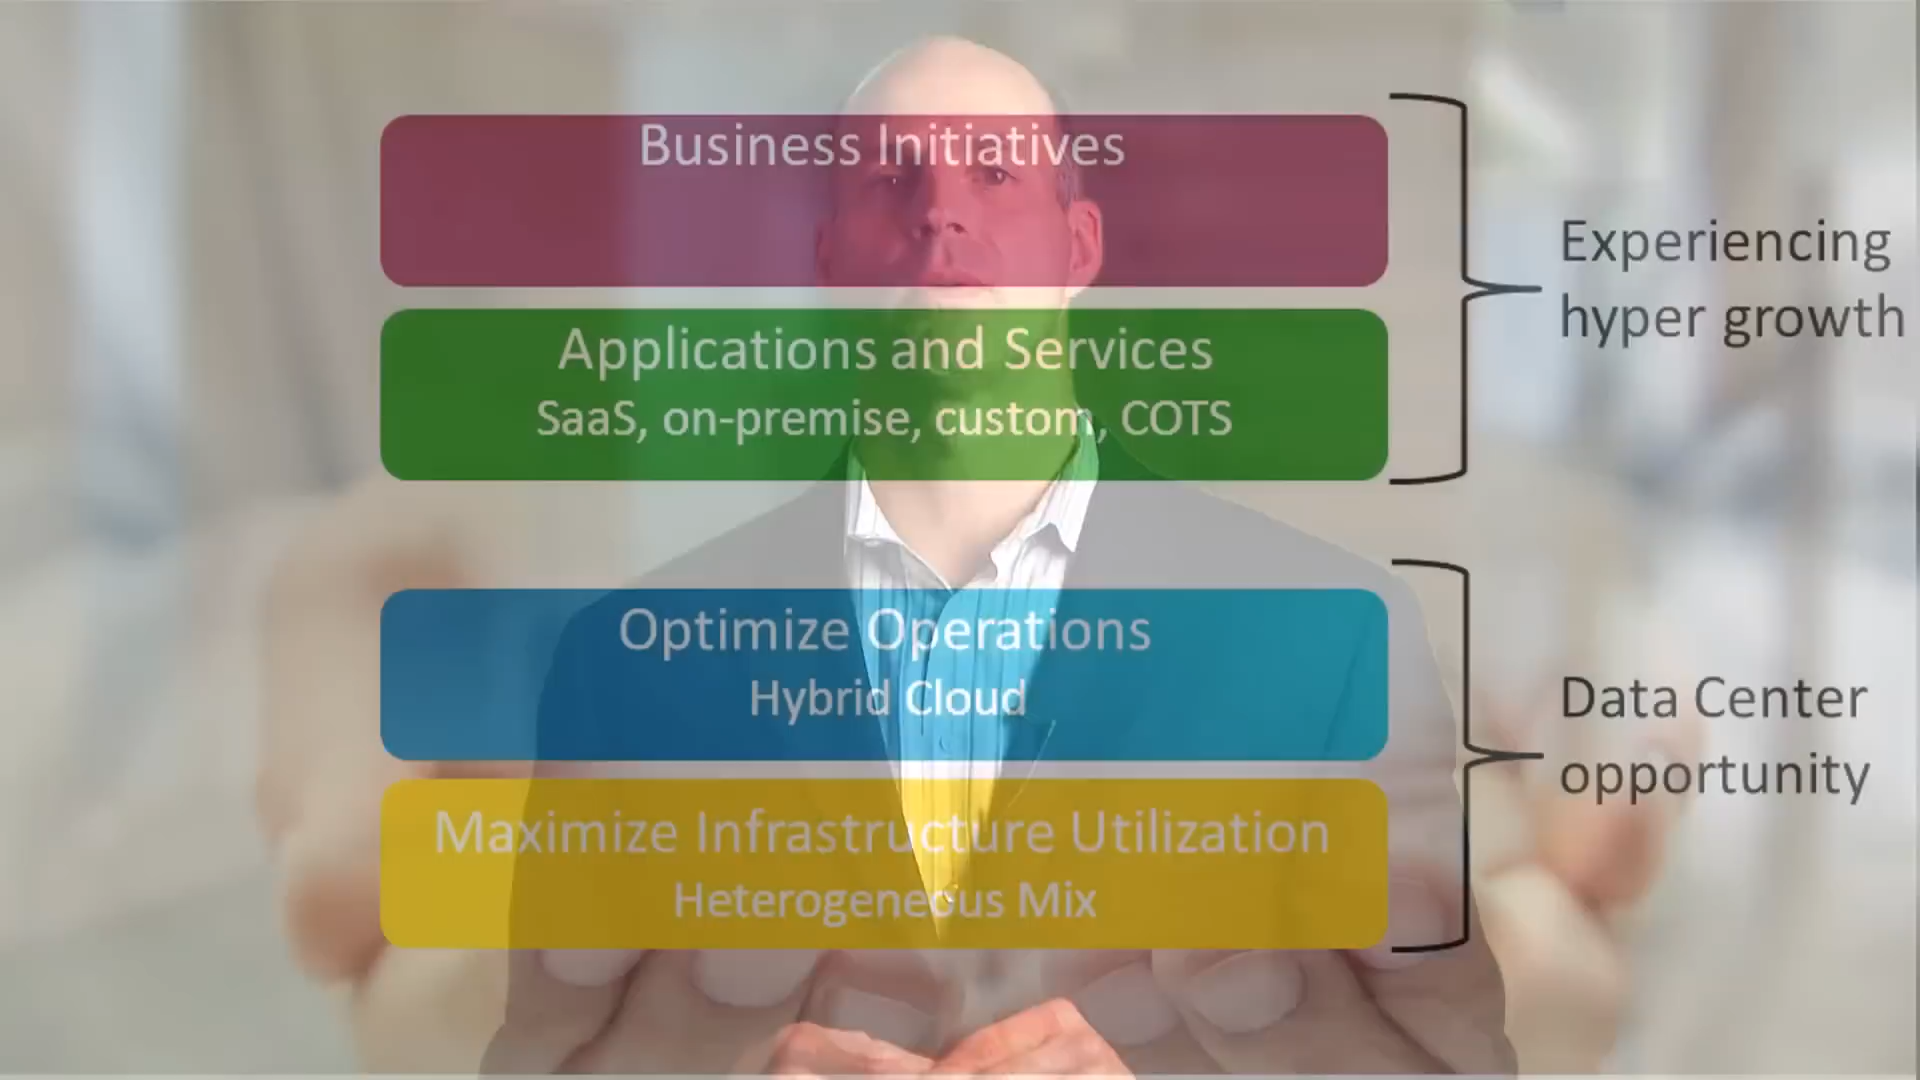 Business Initiatives
Applications and Services
SaaS, on-premise, custom, COTS
Experiencing
hyper growth
Optimize Operations
Hybrid Cloud
Maximize Infrastructure Utilization
Heterogeneous Mix
Data Center
opportunity